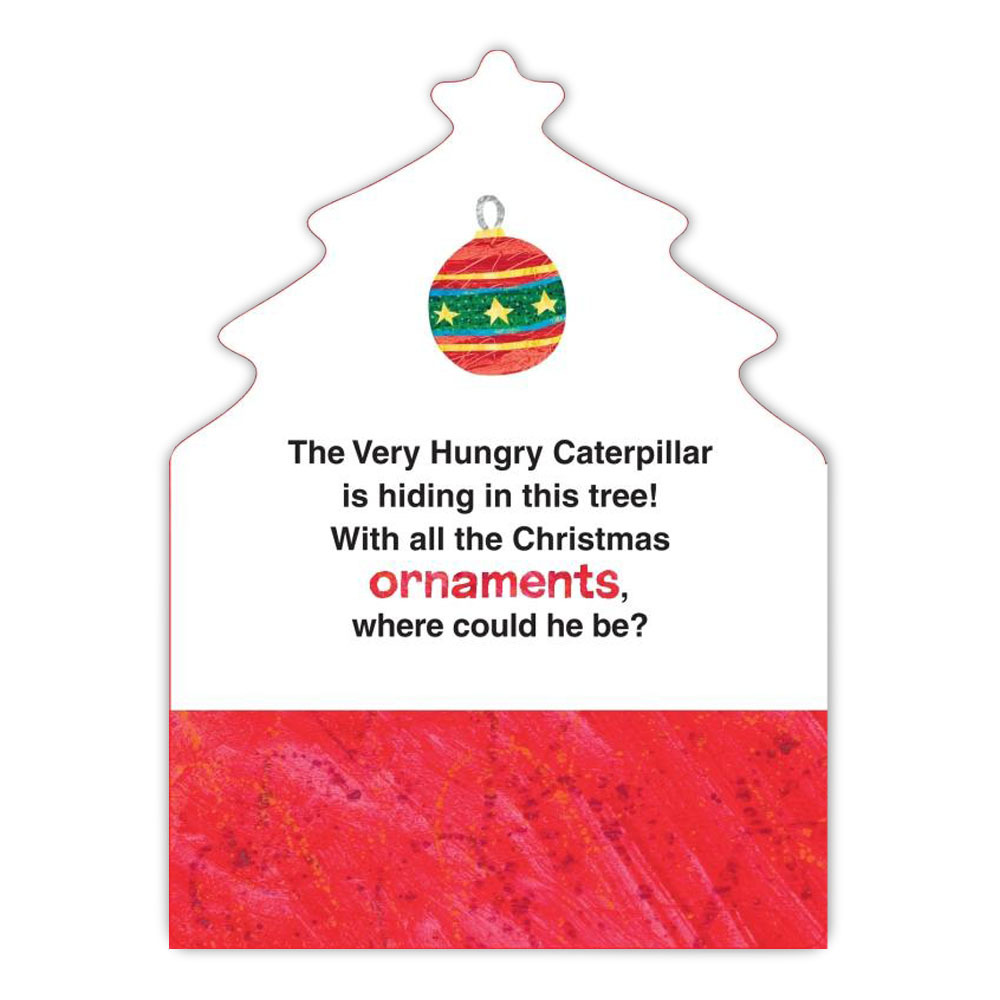 The Very Hungry Caterpillar
is hiding in this tree!
With all the Christmas
ornaments,
where could he be?